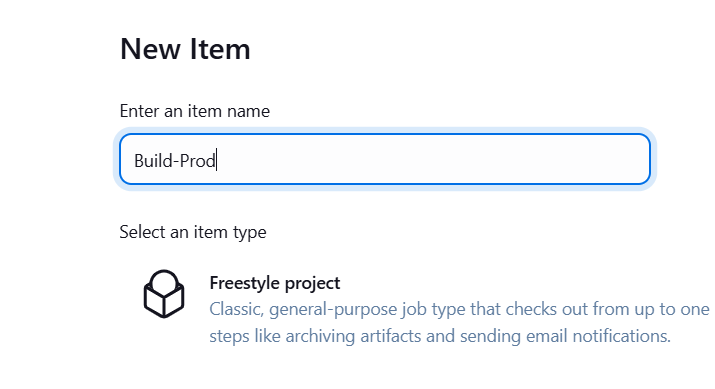 New Item
Enter an item name
Build-Prod
Select an item type
Freestyle project
Classic, general-purpose job type that checks out from up to one
steps like archiving artifacts and sending email notifications.